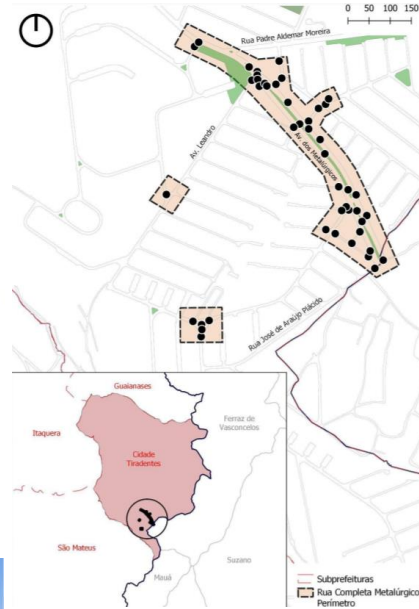 0 50 100 150
Rua Padre Aldemar Moreira
Av. Leandro
Av. dos Metalúrgicos
Rua José de Araújo Plácido
Guaianases
Ferraz de
Vasconcelos
Itaquera
Cidade
Tiradentes
São Mateus
Mauá
Suzano
Subprefeituras
Rua Completa Metalúrgico
Perímetro